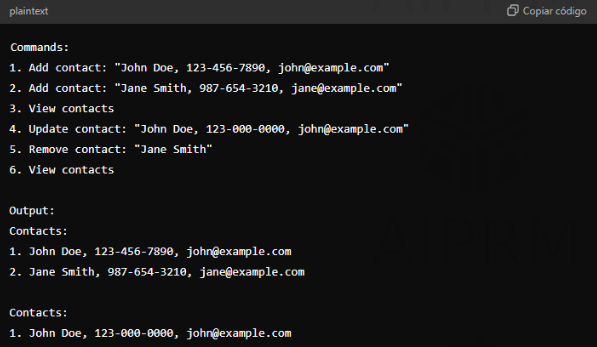 plaintext
Copiar código
Commands:
1. Add contact: "John Doe, 123-456-7890, john@example.com"
2. Add contact: "Jane Smith, 987-654-3210, jane@example.com"
3. View contacts
4. Update contact: "John Doe, 123-000-0000, john@example.com"
5. Remove contact: "Jane Smith"
6. View contacts
Output:
Contacts:
1. John Doe, 123-456-7890, john@example.com
2. Jane Smith, 987-654-3210, jane@example.com
Contacts:
1. John Doe, 123-000-0000, john@example.com